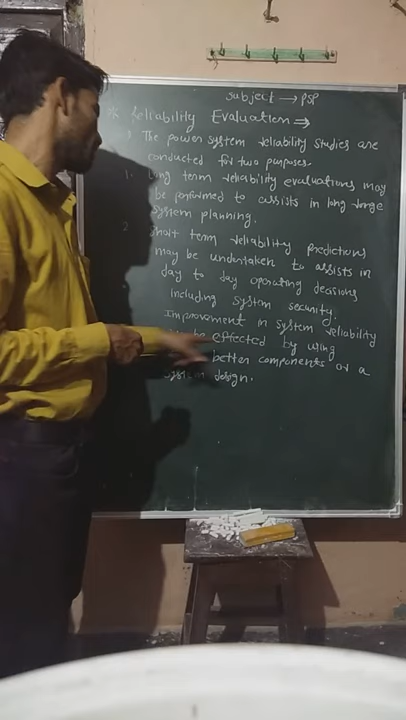 Subject → PSP
* Reliability Evaluation ⇒
The power system reliability studies are
conducted for two purposes.
1. Long term reliability evaluations may
be performed to assists in long range
system planning.
2. Short term reliability predictions
may be undertaken to assists in
day to day operating decisions
including system security.
Improvement in system reliability
be effected by using
better components or a
system design.